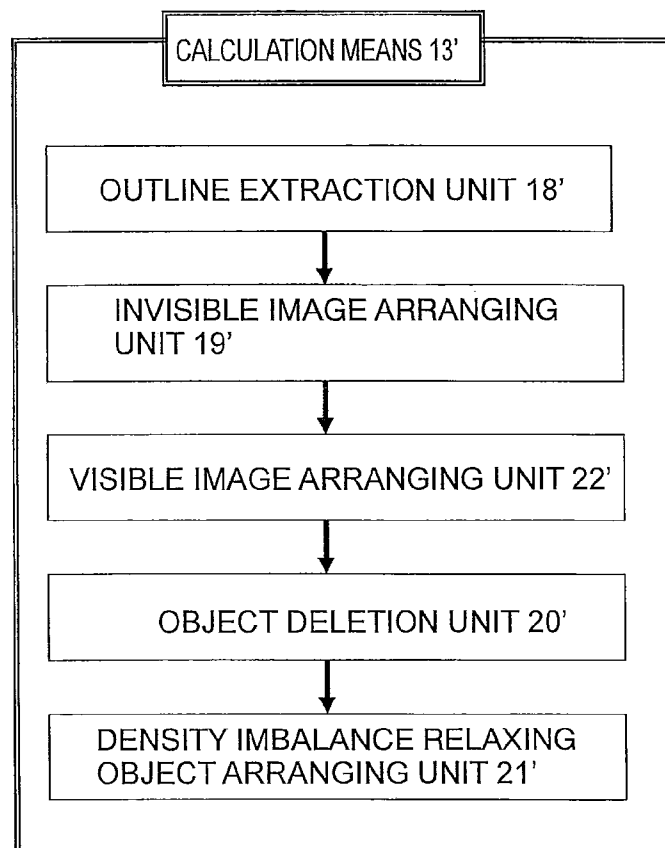 CALCULATION MEANS 13'
OUTLINE EXTRACTION UNIT 18'
INVISIBLE IMAGE ARRANGING
UNIT 19'
VISIBLE IMAGE ARRANGING UNIT 22'
OBJECT DELETION UNIT 20'
DENSITY IMBALANCE RELAXING
OBJECT ARRANGING UNIT 21'